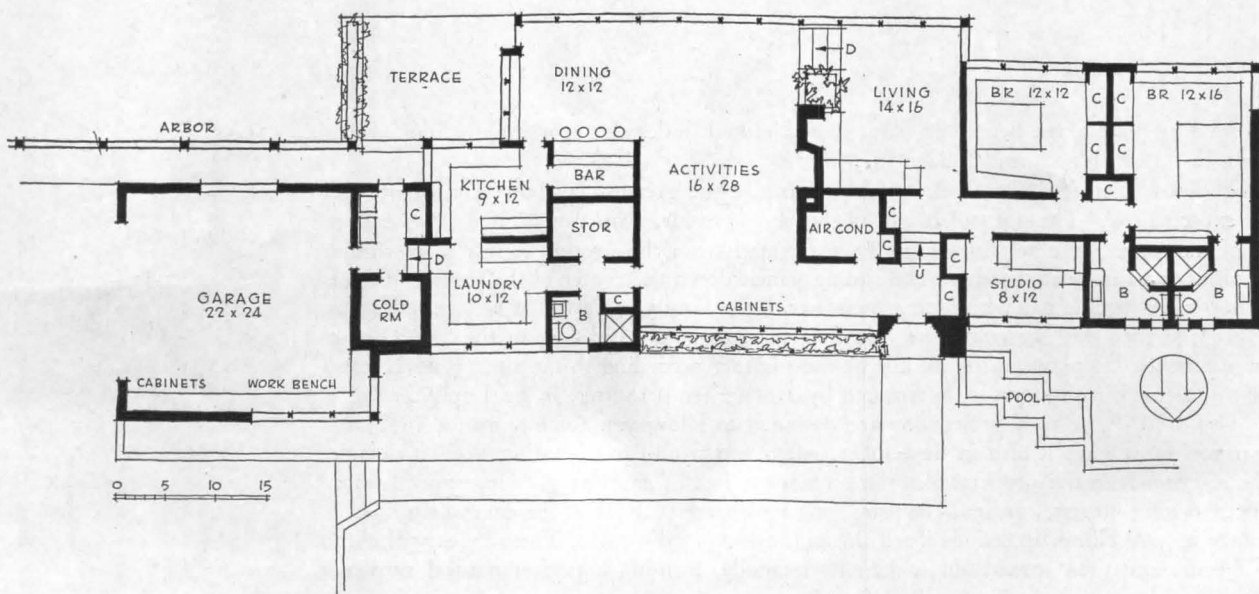 TERRACE
DINING
12 x 12
D
LIVING
14 x 16
BR 12 x 12
C
C
BR 12 x 16
ARBOR
BAR
ACTIVITIES
16 x 28
C
C
KITCHEN
9 x 12
C
C
STOR
AIR COND
C
C
D
U
C
GARAGE
22 x 24
COLD
RM
LAUNDRY
10 x 12
B
C
CABINETS
C
STUDIO
8 x 12
B
CABINETS
WORK BENCH
POOL
0 5 10 15